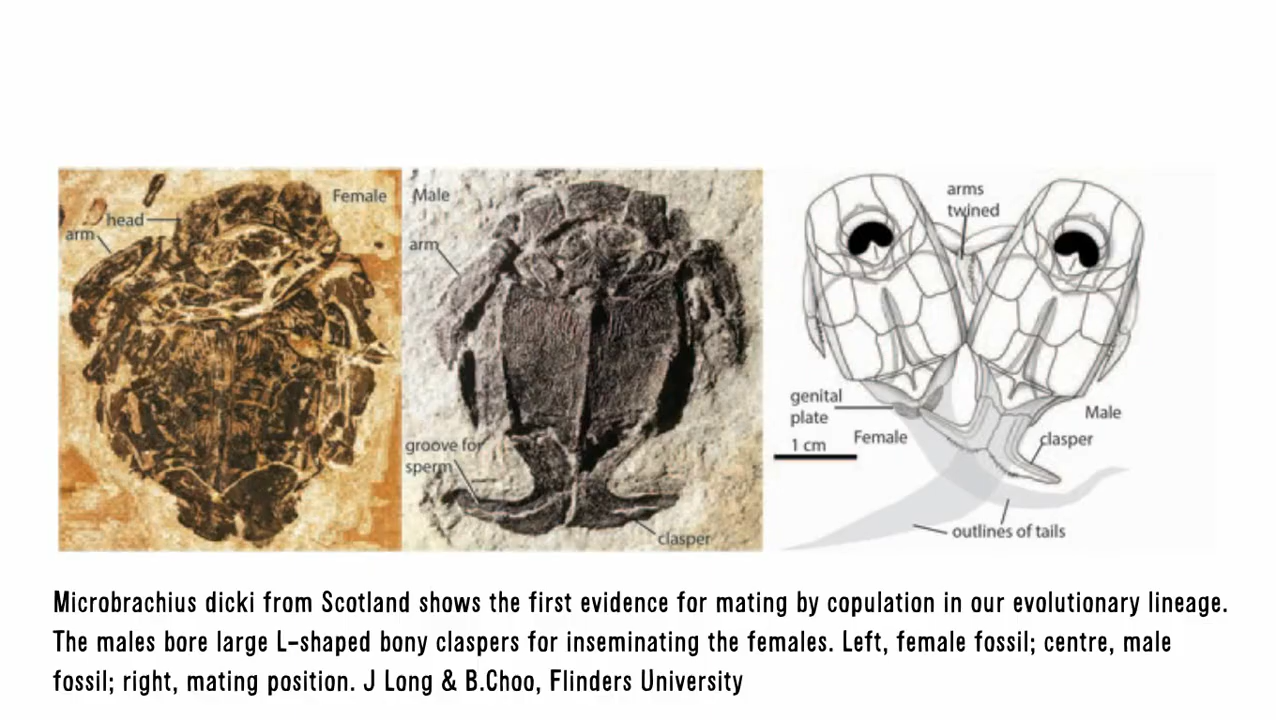 Female
head
arm
Male
arm
groove for
sperm
clasper
arms
twined
genital
plate
1 cm
Female
Male
clasper
outlines of tails
Microbrachius dicki from Scotland shows the first evidence for mating by copulation in our evolutionary lineage.
The males bore large L-shaped bony claspers for inseminating the females. Left, female fossil; centre, male
fossil; right, mating position. J Long & B.Choo, Flinders University